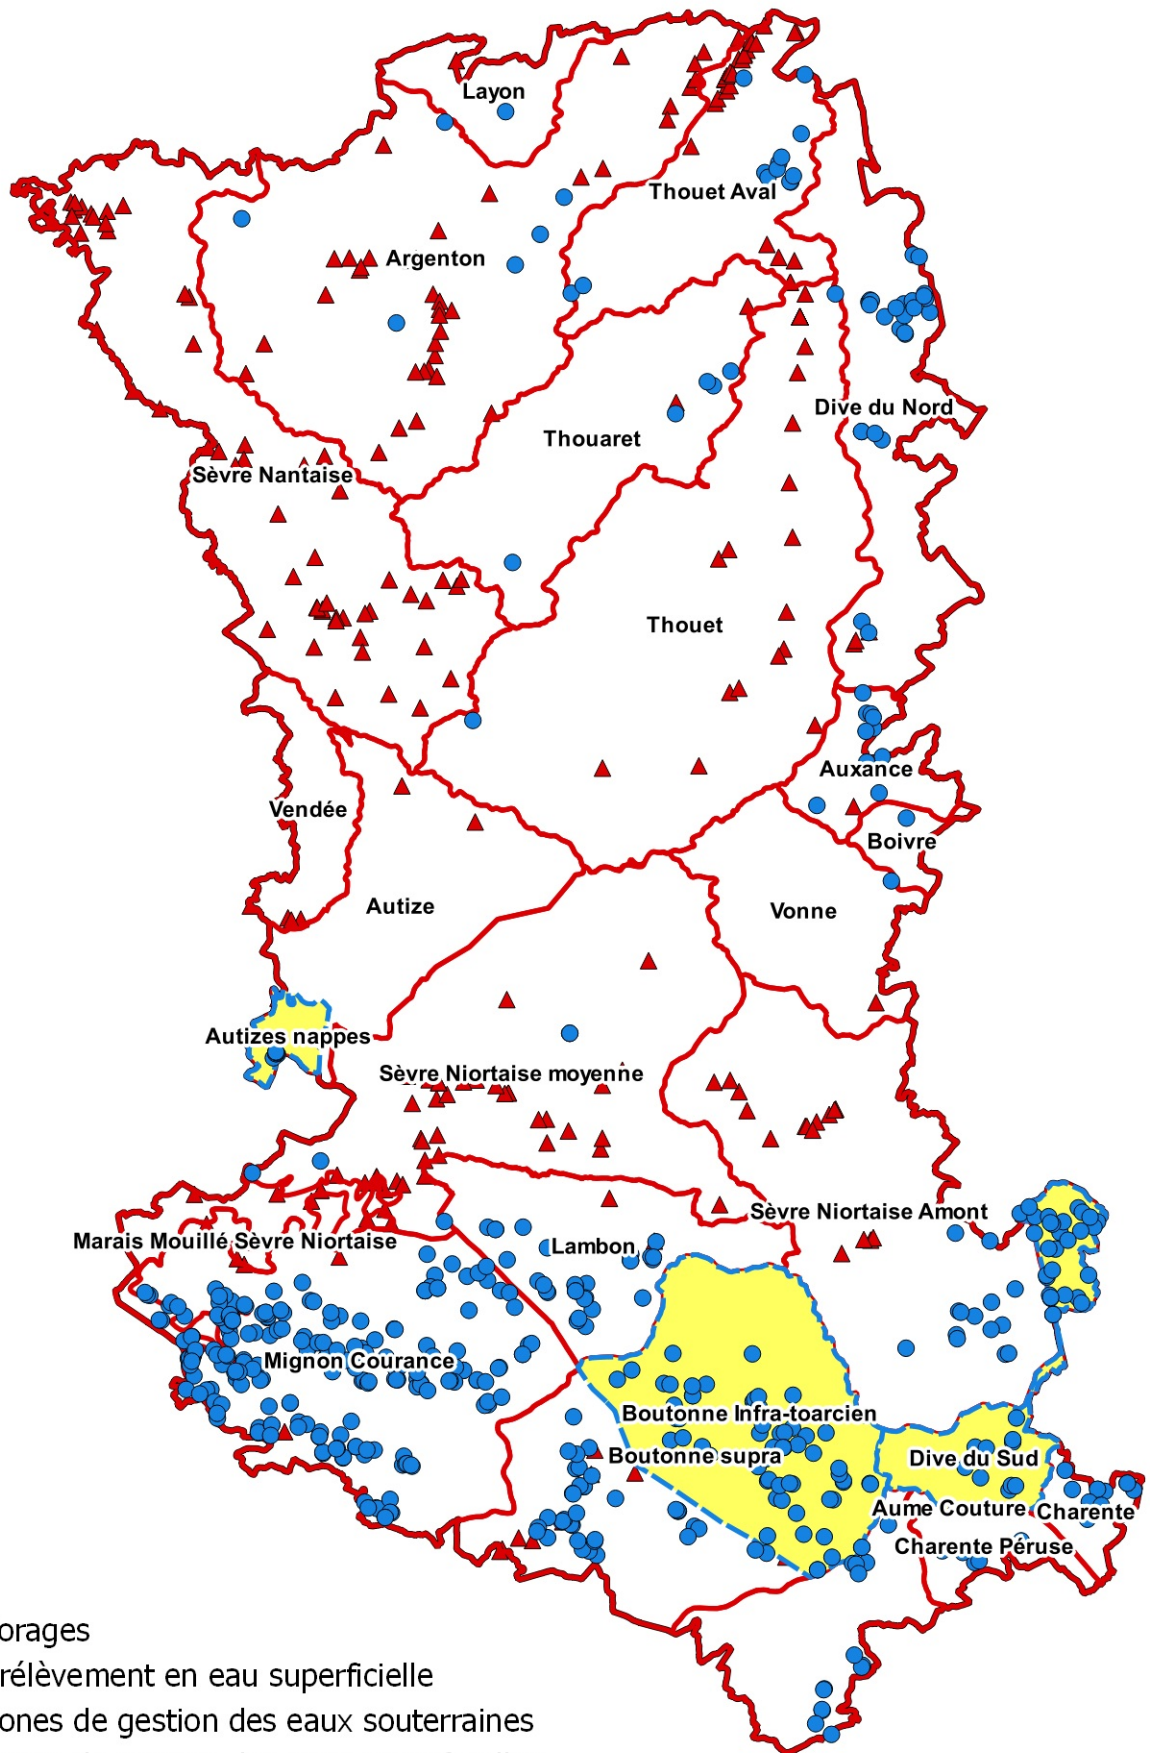 Layon
Thouet Aval
Argenton
Dive du Nord
Thouaret
Sèvre Nantaise
Thouet
Auxance
Vendée
Boivre
Autize
Vonne
Autizes nappes
Sèvre Niortaise moyenne
Sèvre Niortaise Amont
Marais Mouillé Sèvre Niortaise
Lambon
Mignon Courance
Boutonne Infra-toarcien
Boutonne supra
Dive du Sud
Aume Couture
Charente
Charente Péruse
orages
rélèvement en eau superficielle
ones de gestion des eaux souterraines